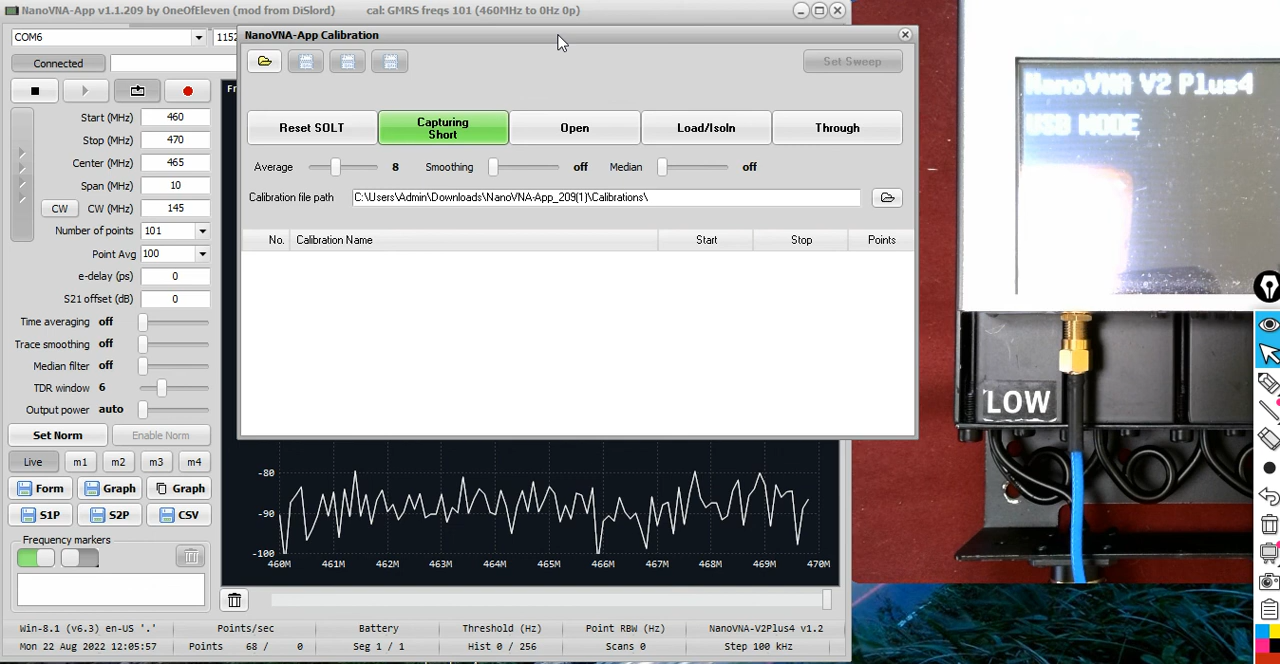 NanoVNA-App v1.1.209 by OneOfEleven (mod from DiSlord) cal: GMRS freqs 101 (460MHz to 0Hz 0p)
COM6 1152
Connected
Start (MHz) 460
Stop (MHz) 470
Center (MHz) 465
Span (MHz) 10
CW CW (MHz) 145
Number of points 101
Point Avg 100
e-delay (ps) 0
S21 offset (dB) 0
Time averaging off
Trace smoothing off
Median filter off
TDR window 6
Output power auto
Set Norm Enable Norm
Live m1 m2 m3 m4
Form Graph Graph
S1P S2P CSV
Frequency markers
NanoVNA-App Calibration
Set Sweep
Reset SOLT Capturing Short Open Load/Isoln Through
Average 8 Smoothing off Median off
Calibration file path C:\Users\Admin\Downloads\NanoVNA-App_209(1)\Calibrations\
No. Calibration Name Start Stop Points
Fr
-80
-90
-100
460M 461M 462M 463M 464M 465M 466M 467M 468M 469M 470M
Win-8.1 (v6.3) en-US '.' Points/sec Battery Threshold (Hz) Point RBW (Hz) NanoVNA-V2Plus4 v1.2
Mon 22 Aug 2022 12:05:57 Points 68 / 0 Seg 1 / 1 Hist 0 / 256 Scans 0 Step 100 kHz
NanoVNA V2 Plus4
USB MODE
LOW